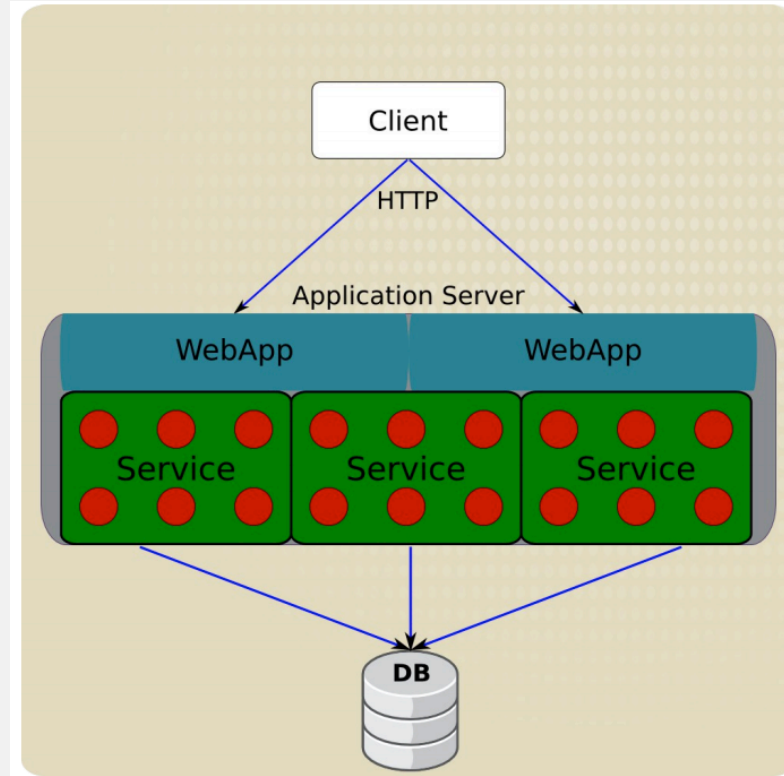 Client
HTTP
Application Server
WebApp WebApp
Service Service Service
DB